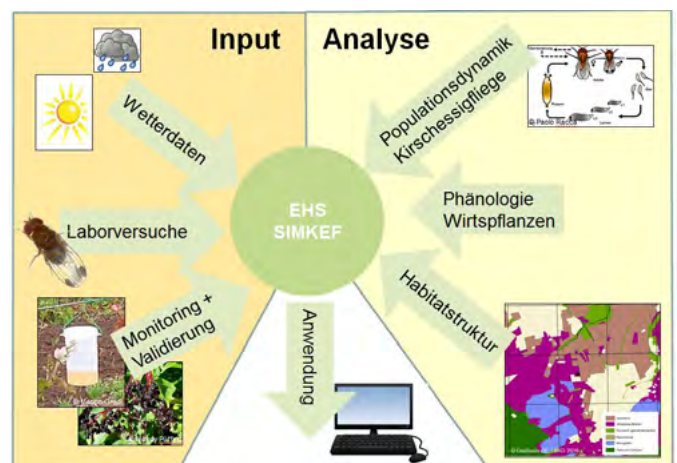 Input
Analyse
Wetterdaten
Laborversuche
Monitoring +
Validierung
EHS
SIMKEF
Anwendung
Populationsdynamik
Kirschessigfliege
Phänologie
Wirtspflanzen
Habitatstruktur
© Paolo Racca